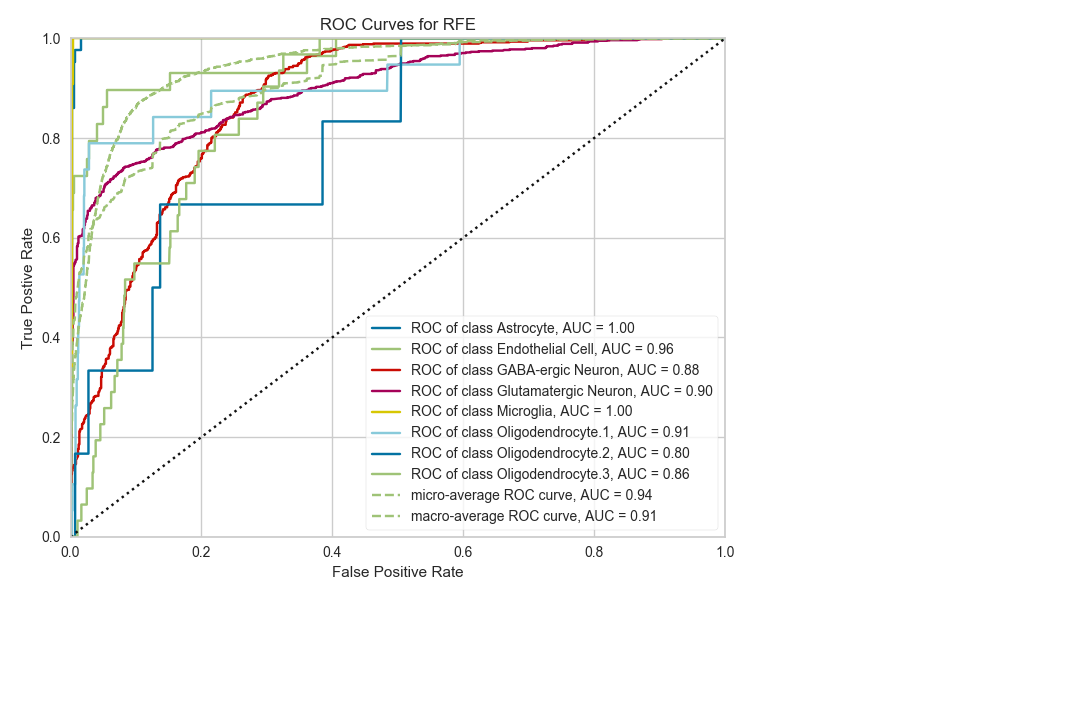 ROC Curves for RFE
True Postive Rate
1.0
0.8
0.6
0.4
0.2
0.0
ROC of class Astrocyte, AUC = 1.00
ROC of class Endothelial Cell, AUC = 0.96
ROC of class GABA-ergic Neuron, AUC = 0.88
ROC of class Glutamatergic Neuron, AUC = 0.90
ROC of class Microglia, AUC = 1.00
ROC of class Oligodendrocyte.1, AUC = 0.91
ROC of class Oligodendrocyte.2, AUC = 0.80
ROC of class Oligodendrocyte.3, AUC = 0.86
micro-average ROC curve, AUC = 0.94
macro-average ROC curve, AUC = 0.91
0.0 0.2 0.4 0.6 0.8 1.0
False Positive Rate